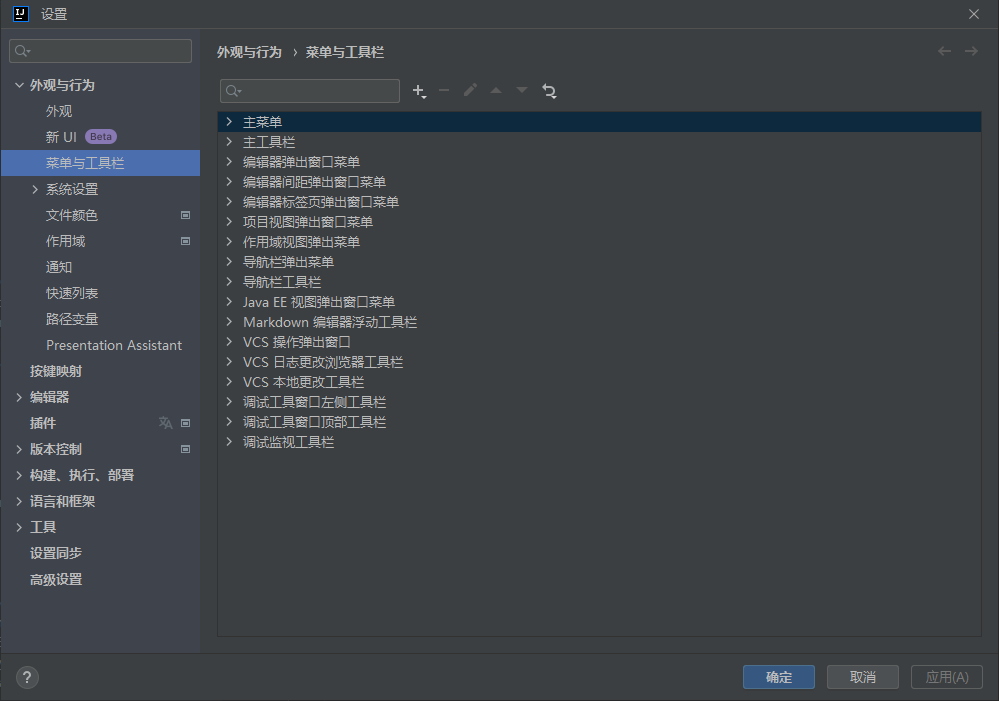 设置
外观与行为
外观
新 UI Beta
菜单与工具栏
系统设置
文件颜色
作用域
通知
快速列表
路径变量
Presentation Assistant
按键映射
编辑器
插件
版本控制
构建、执行、部署
语言和框架
工具
设置同步
高级设置
外观与行为 › 菜单与工具栏
主菜单
主工具栏
编辑器弹出窗口菜单
编辑器间距弹出窗口菜单
编辑器标签页弹出窗口菜单
项目视图弹出窗口菜单
作用域视图弹出菜单
导航栏弹出菜单
导航栏工具栏
Java EE 视图弹出窗口菜单
Markdown 编辑器浮动工具栏
VCS 操作弹出窗口
VCS 日志更改浏览器工具栏
VCS 本地更改工具栏
调试工具窗口左侧工具栏
调试工具窗口顶部工具栏
调试监视工具栏
?
确定
取消
应用(A)